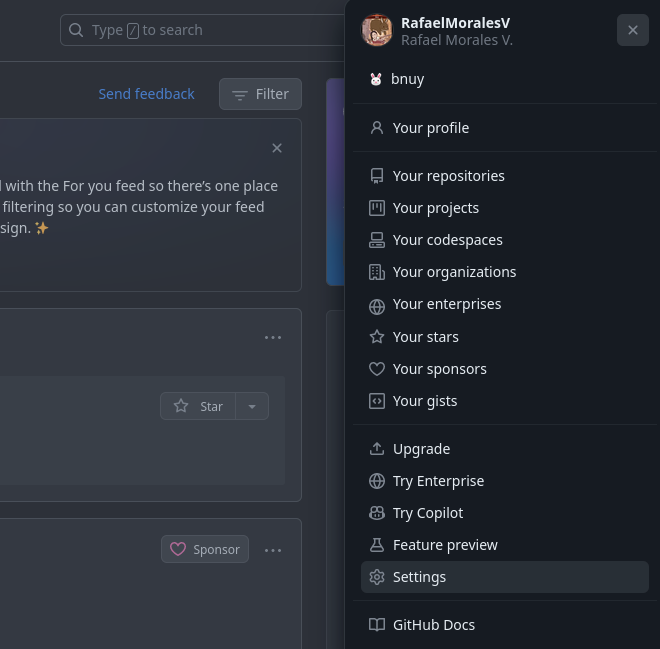 Type / to search
Send feedback
Filter
with the For you feed so there's one place
filtering so you can customize your feed
sign. ✨
Star
Sponsor
RafaelMoralesV
Rafael Morales V.
🐰 bnuy
Your profile
Your repositories
Your projects
Your codespaces
Your organizations
Your enterprises
Your stars
Your sponsors
Your gists
Upgrade
Try Enterprise
Try Copilot
Feature preview
Settings
GitHub Docs